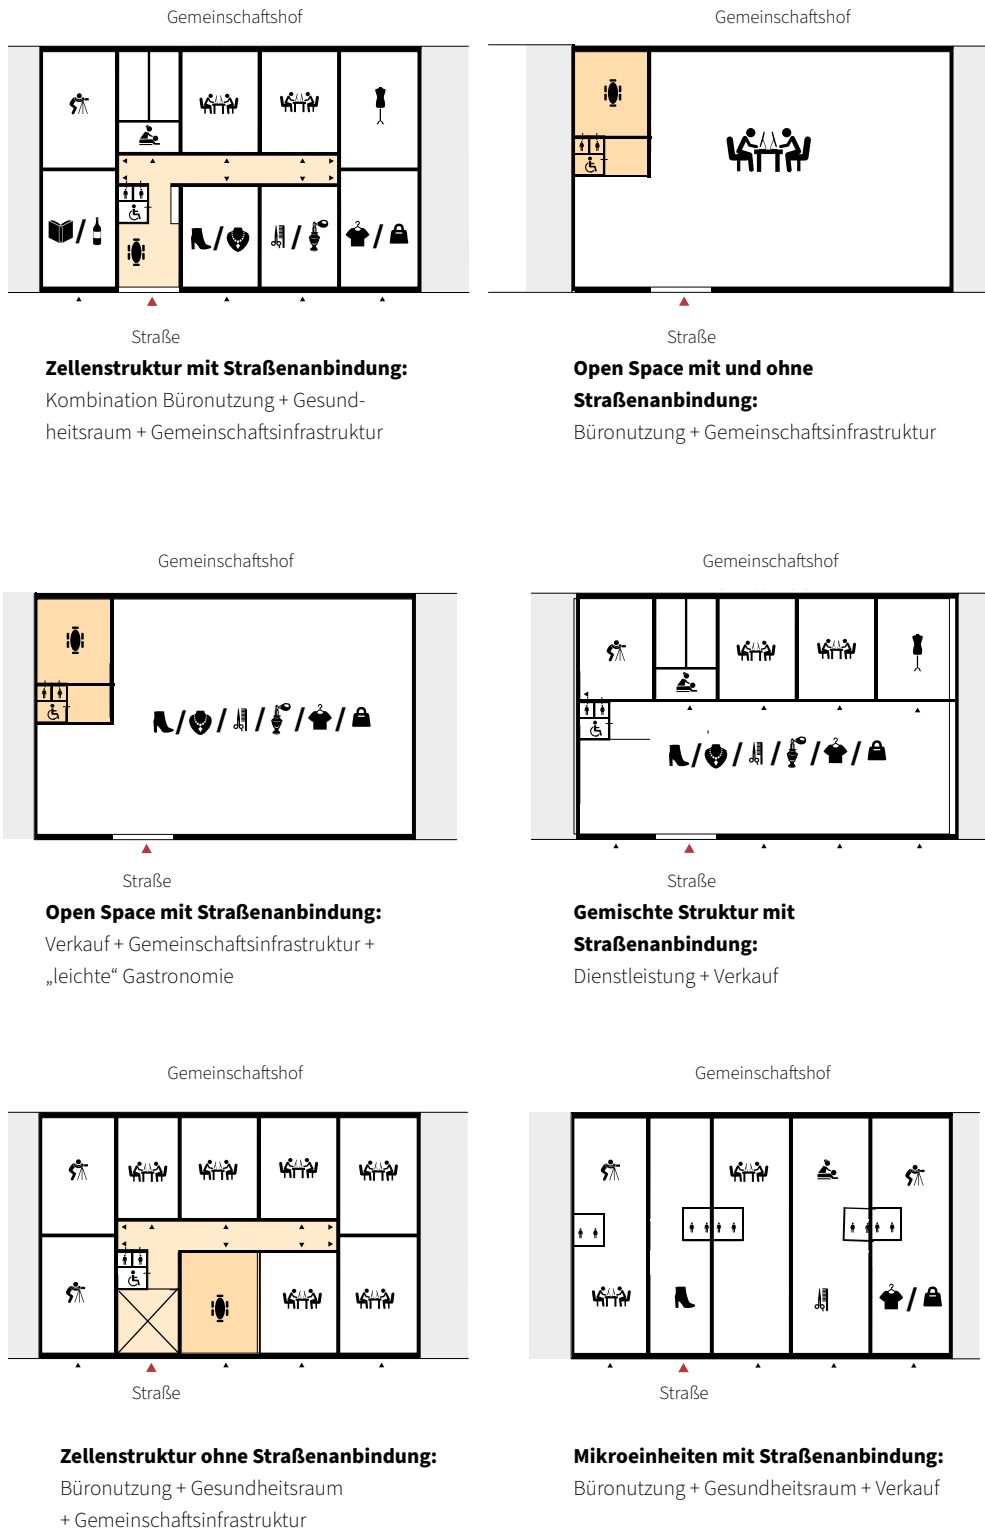 Gemeinschaftshof
Straße
Zellenstruktur mit Straßenanbindung:
Kombination Büronutzung + Gesund-
heitsraum + Gemeinschaftsinfrastruktur
Gemeinschaftshof
Straße
Open Space mit und ohne
Straßenanbindung:
Büronutzung + Gemeinschaftsinfrastruktur
Gemeinschaftshof
Straße
Open Space mit Straßenanbindung:
Verkauf + Gemeinschaftsinfrastruktur +
„leichte“ Gastronomie
Gemeinschaftshof
Straße
Gemischte Struktur mit
Straßenanbindung:
Dienstleistung + Verkauf
Gemeinschaftshof
Straße
Zellenstruktur ohne Straßenanbindung:
Büronutzung + Gesundheitsraum
+ Gemeinschaftsinfrastruktur
Gemeinschaftshof
Straße
Mikroeinheiten mit Straßenanbindung:
Büronutzung + Gesundheitsraum + Verkauf